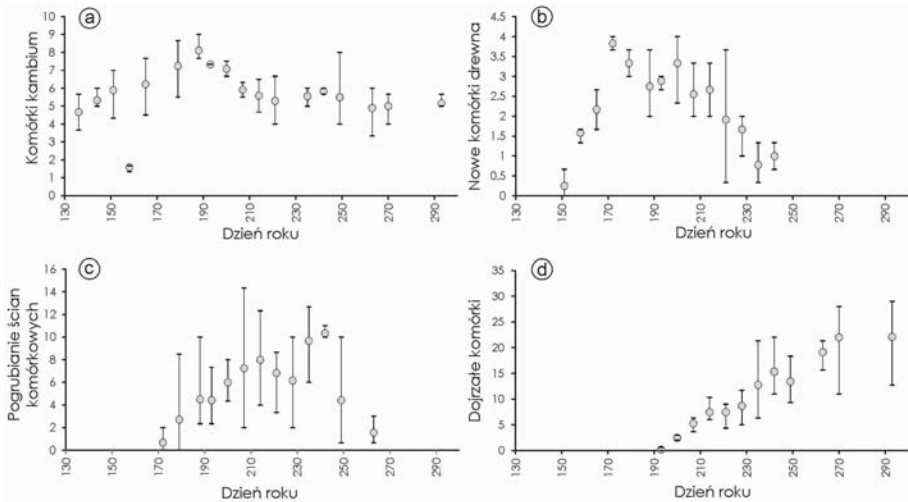 a
Komórki kambium
10
9
8
7
6
5
4
3
2
1
0
130 150 170 190 210 230 250 270 290
Dzień roku
b
Nowe komórki drewna
4.5
4
3.5
3
2.5
2
1.5
1
0.5
0
130 150 170 190 210 230 250 270 290
Dzień roku
c
Pogrubianie ścian
komórkowych
16
14
12
10
8
6
4
2
0
130 150 170 190 210 230 250 270 290
Dzień roku
d
Dojrzałe komórki
35
30
25
20
15
10
5
0
130 150 170 190 210 230 250 270 290
Dzień roku